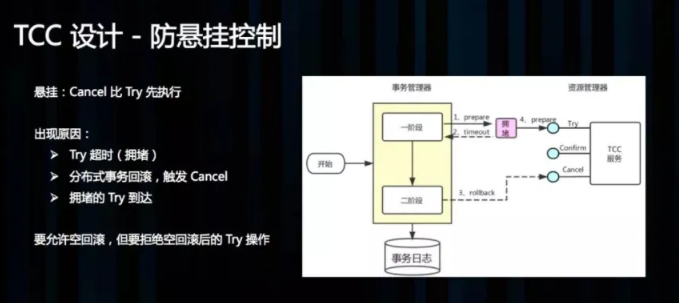 TCC 设计 - 防悬挂控制
悬挂：Cancel 比 Try 先执行
出现原因：
Try 超时（拥堵）
分布式事务回滚，触发 Cancel
拥堵的 Try 到达
要允许空回滚，但要拒绝空回滚后的 Try 操作
事务管理器
资源管理器
1、prepare
4、prepare
一阶段
拥堵
Try
2、timeout
TCC
服务
开始
Confirm
Cancel
二阶段
3、rollback
事务日志